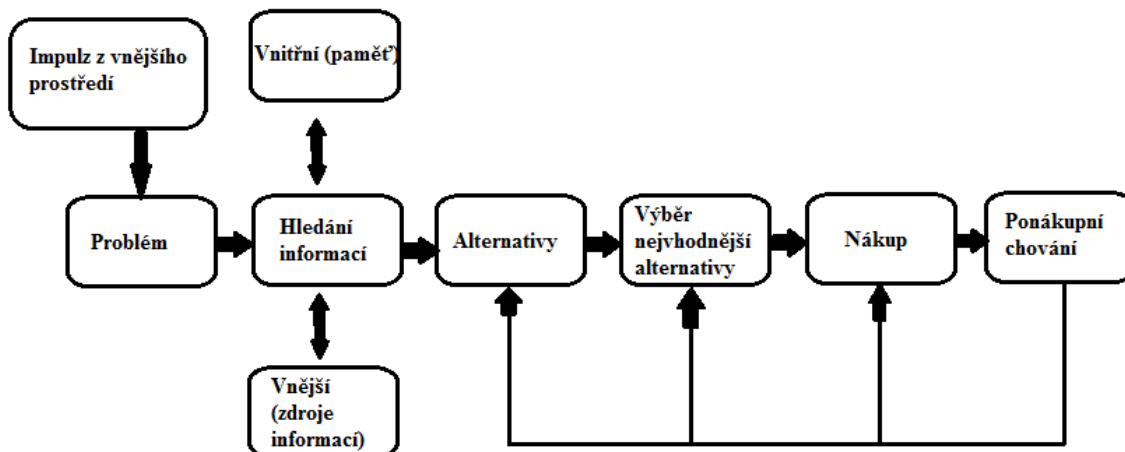 Impulz z vnějšího
prostředí
Vnitřní (paměť)
Problém
Hledání
informací
Alternativy
Výběr
nejvhodnější
alternativy
Nákup
Ponákupní
chování
Vnější
(zdroje
informací)